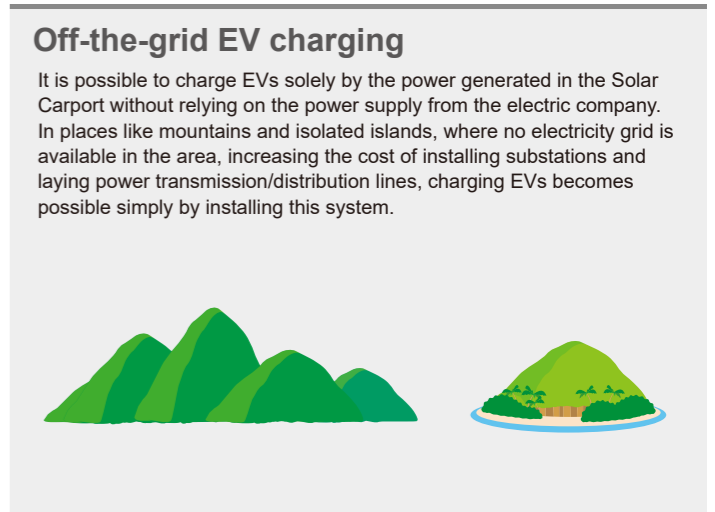 Off-the-grid EV charging
It is possible to charge EVs solely by the power generated in the Solar
Carport without relying on the power supply from the electric company.
In places like mountains and isolated islands, where no electricity grid is
available in the area, increasing the cost of installing substations and
laying power transmission/distribution lines, charging EVs becomes
possible simply by installing this system.